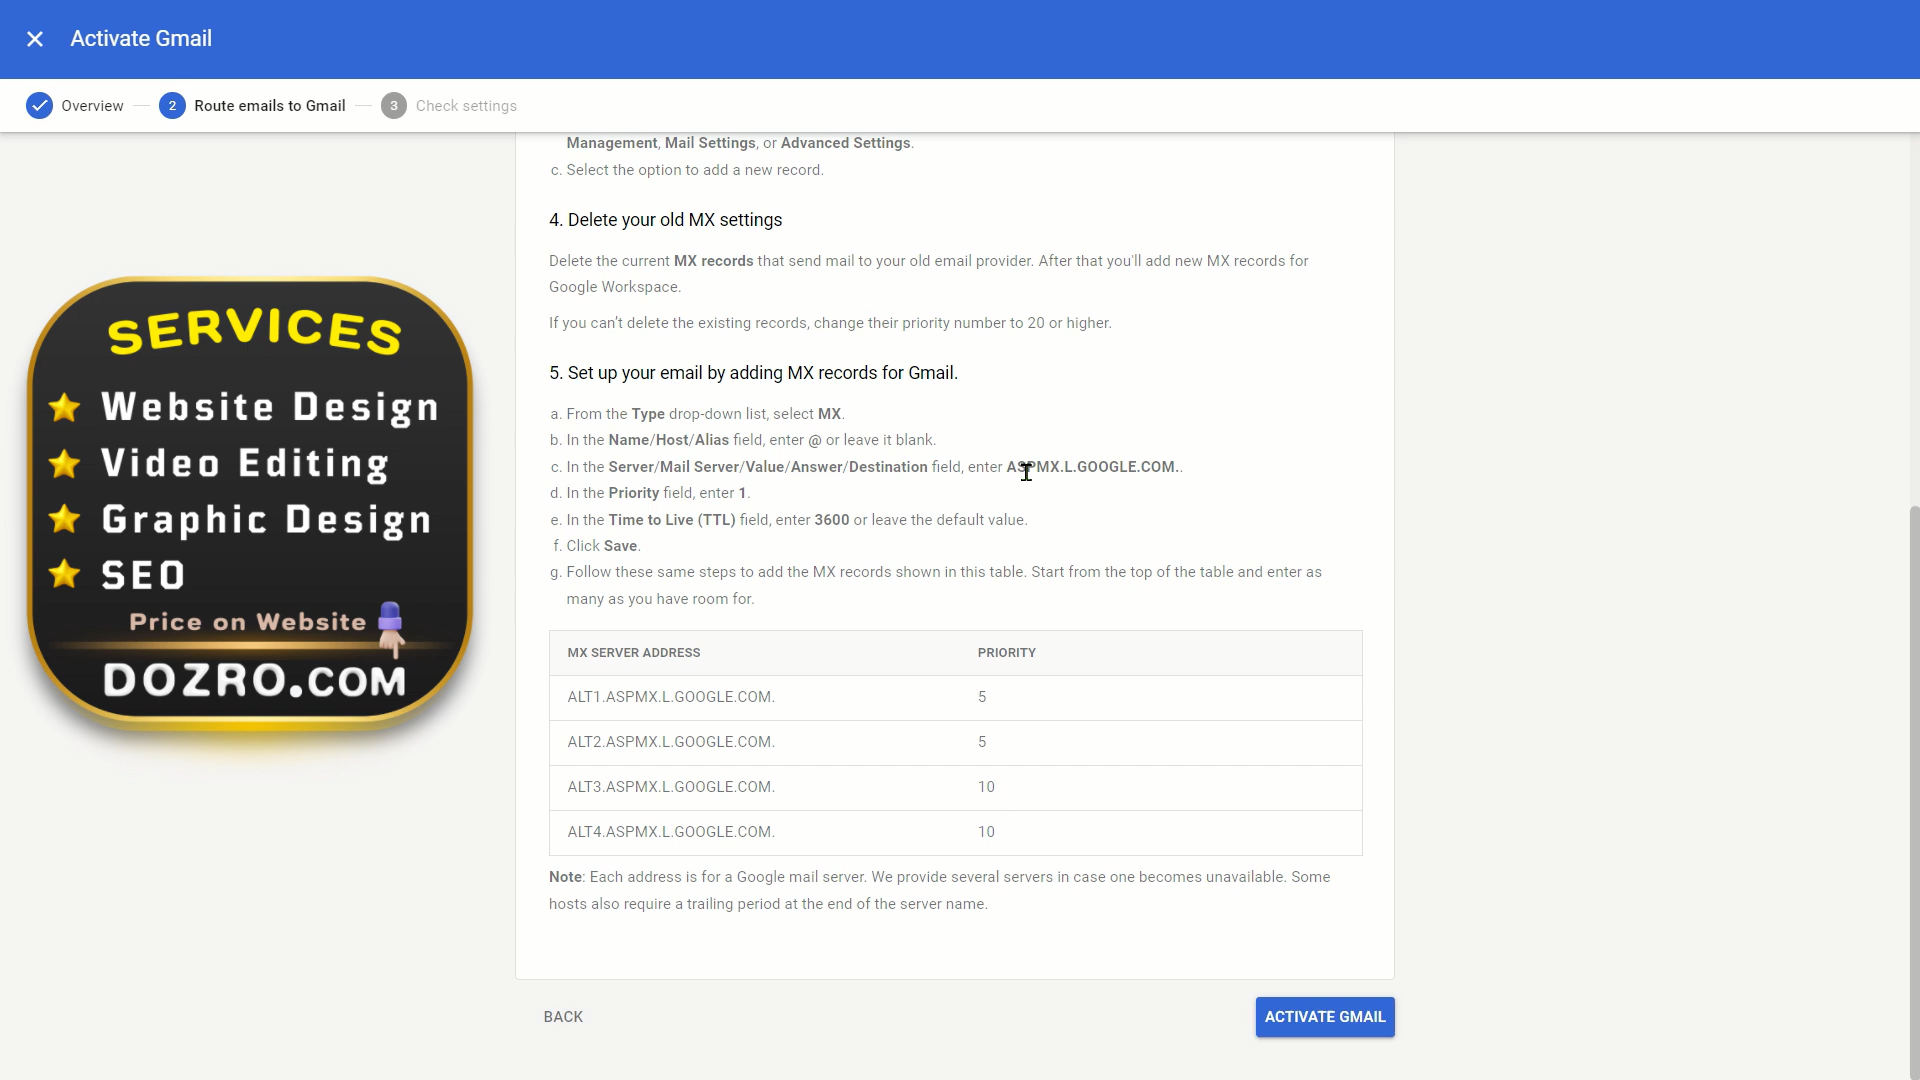 Activate Gmail
Overview
2 Route emails to Gmail
3 Check settings
Management, Mail Settings, or Advanced Settings.
c. Select the option to add a new record.
4. Delete your old MX settings
Delete the current MX records that send mail to your old email provider. After that you'll add new MX records for
Google Workspace.
If you can't delete the existing records, change their priority number to 20 or higher.
5. Set up your email by adding MX records for Gmail.
a. From the Type drop-down list, select MX.
b. In the Name/Host/Alias field, enter @ or leave it blank.
c. In the Server/Mail Server/Value/Answer/Destination field, enter ASPMX.L.GOOGLE.COM..
d. In the Priority field, enter 1.
e. In the Time to Live (TTL) field, enter 3600 or leave the default value.
f. Click Save.
g. Follow these same steps to add the MX records shown in this table. Start from the top of the table and enter as
many as you have room for.
MX SERVER ADDRESS PRIORITY
ALT1.ASPMX.L.GOOGLE.COM. 5
ALT2.ASPMX.L.GOOGLE.COM. 5
ALT3.ASPMX.L.GOOGLE.COM. 10
ALT4.ASPMX.L.GOOGLE.COM. 10
Note: Each address is for a Google mail server. We provide several servers in case one becomes unavailable. Some
hosts also require a trailing period at the end of the server name.
BACK
ACTIVATE GMAIL
SERVICES
Website Design
Video Editing
Graphic Design
SEO
Price on Website
DOZRO.COM